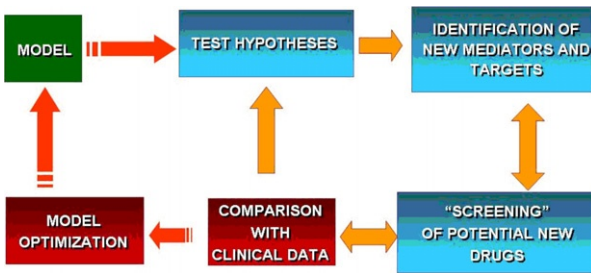 MODEL
TEST HYPOTHESES
IDENTIFICATION OF
NEW MEDIATORS AND
TARGETS
MODEL
OPTIMIZATION
COMPARISON
WITH
CLINICAL DATA
“SCREENING”
OF POTENTIAL NEW
DRUGS